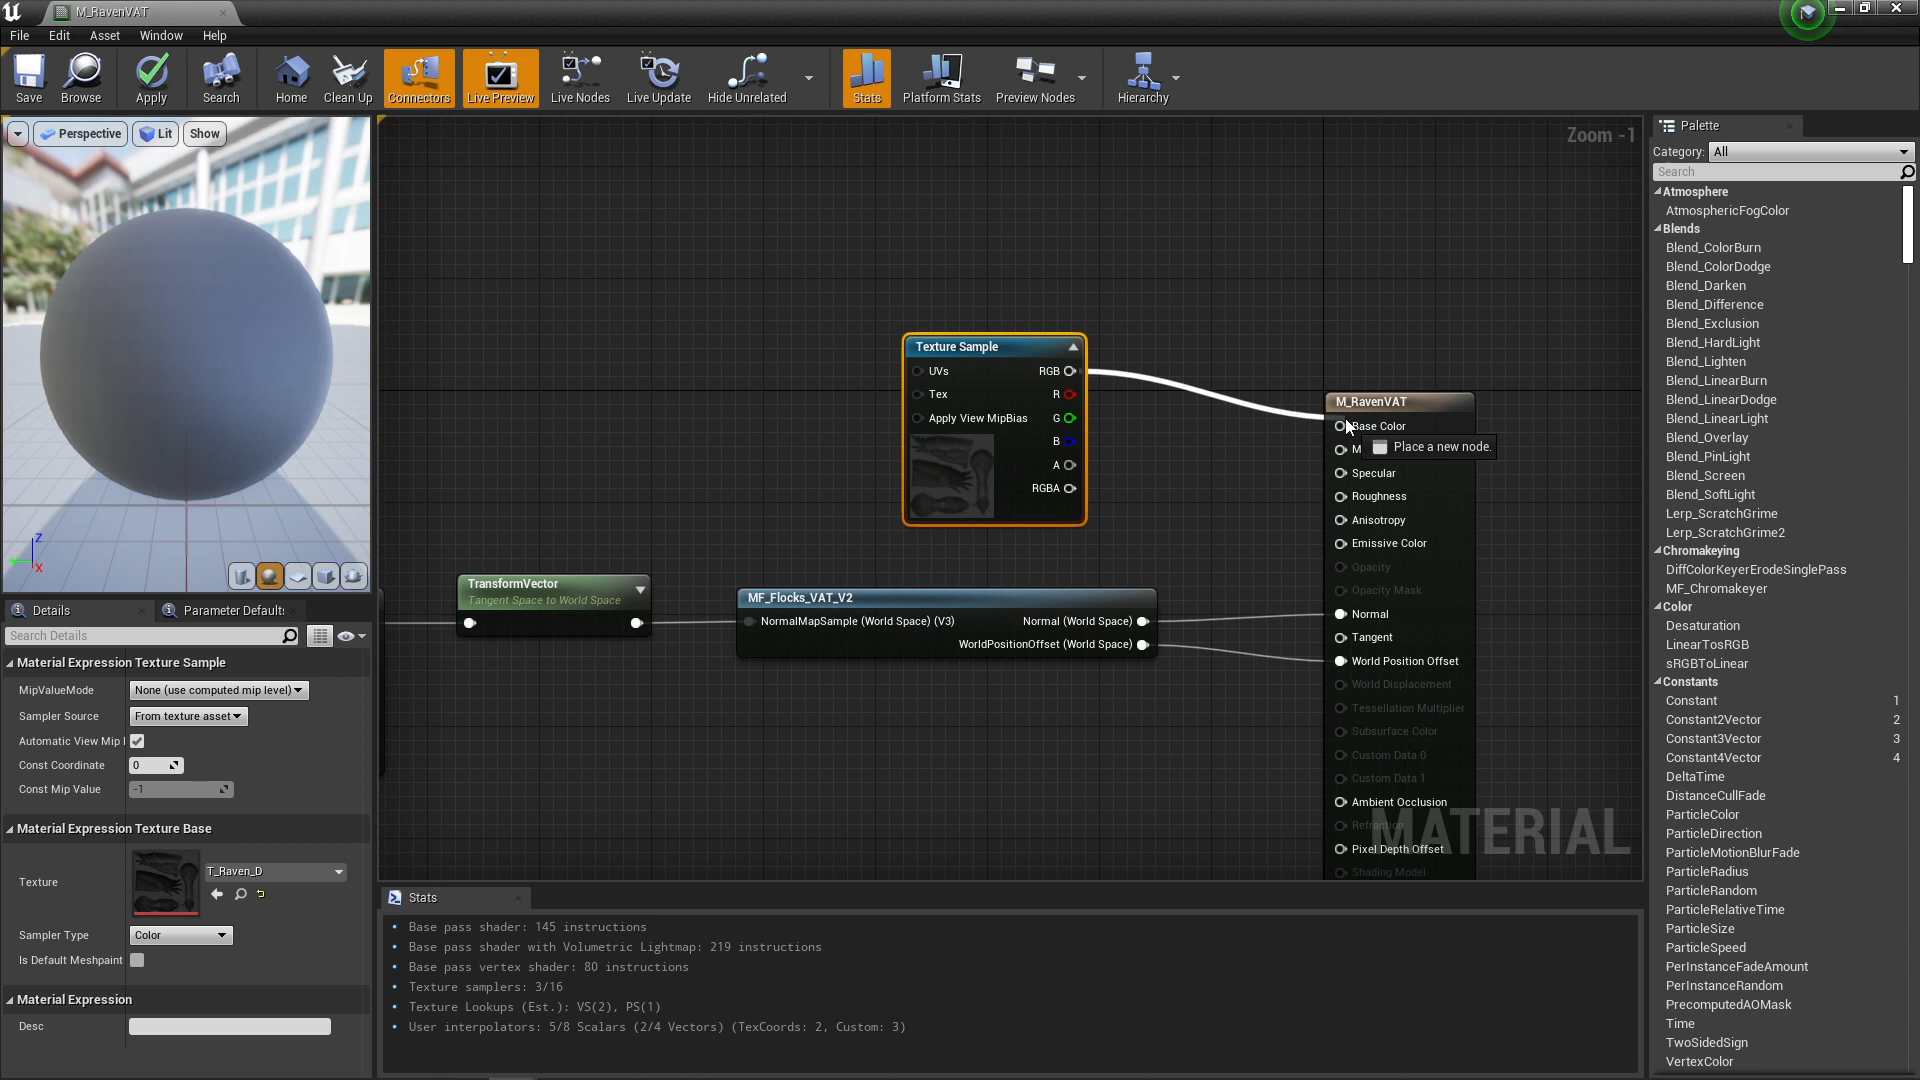 M_RavenVAT
File Edit Asset Window Help
Save Browse Apply Search Home Clean Up Connectors Live Preview Live Nodes Live Update Hide Unrelated Stats Platform Stats Preview Nodes Hierarchy
Perspective Lit Show
Zoom -1
Z
X
Texture Sample
UVs RGB
Tex R
Apply View MipBias G
B
A
RGBA
TransformVector
Tangent Space to World Space
MF_Flocks_VAT_V2
NormalMapSample (World Space) (V3) Normal (World Space)
WorldPositionOffset (World Space)
M_RavenVAT
Base Color
M
Place a new node.
Specular
Roughness
Anisotropy
Emissive Color
Opacity
Opacity Mask
Normal
Tangent
World Position Offset
World Displacement
Tessellation Multiplier
Subsurface Color
Custom Data 0
Custom Data 1
Ambient Occlusion
Refraction
Pixel Depth Offset
Shading Model
MATERIAL
Details Parameter Default
Search Details
Material Expression Texture Sample
MipValueMode None (use computed mip level)
Sampler Source From texture asset
Automatic View Mip
Const Coordinate 0
Const Mip Value -1
Material Expression Texture Base
Texture T_Raven_D
Sampler Type Color
Is Default Meshpaint
Material Expression
Desc
Stats
• Base pass shader: 145 instructions
• Base pass shader with Volumetric Lightmap: 219 instructions
• Base pass vertex shader: 80 instructions
• Texture samplers: 3/16
• Texture Lookups (Est.): VS(2), PS(1)
• User interpolators: 5/8 Scalars (2/4 Vectors) (TexCoords: 2, Custom: 3)
Palette
Category: All
Search
Atmosphere
AtmosphericFogColor
Blends
Blend_ColorBurn
Blend_ColorDodge
Blend_Darken
Blend_Difference
Blend_Exclusion
Blend_HardLight
Blend_Lighten
Blend_LinearBurn
Blend_LinearDodge
Blend_LinearLight
Blend_Overlay
Blend_PinLight
Blend_Screen
Blend_SoftLight
Lerp_ScratchGrime
Lerp_ScratchGrime2
Chromakeying
DiffColorKeyerErodeSinglePass
MF_Chromakeyer
Color
Desaturation
LinearTosRGB
sRGBToLinear
Constants
Constant 1
Constant2Vector 2
Constant3Vector 3
Constant4Vector 4
DeltaTime
DistanceCullFade
ParticleColor
ParticleDirection
ParticleMotionBlurFade
ParticleRadius
ParticleRandom
ParticleRelativeTime
ParticleSize
ParticleSpeed
PerInstanceFadeAmount
PerInstanceRandom
PrecomputedAOMask
Time
TwoSidedSign
VertexColor